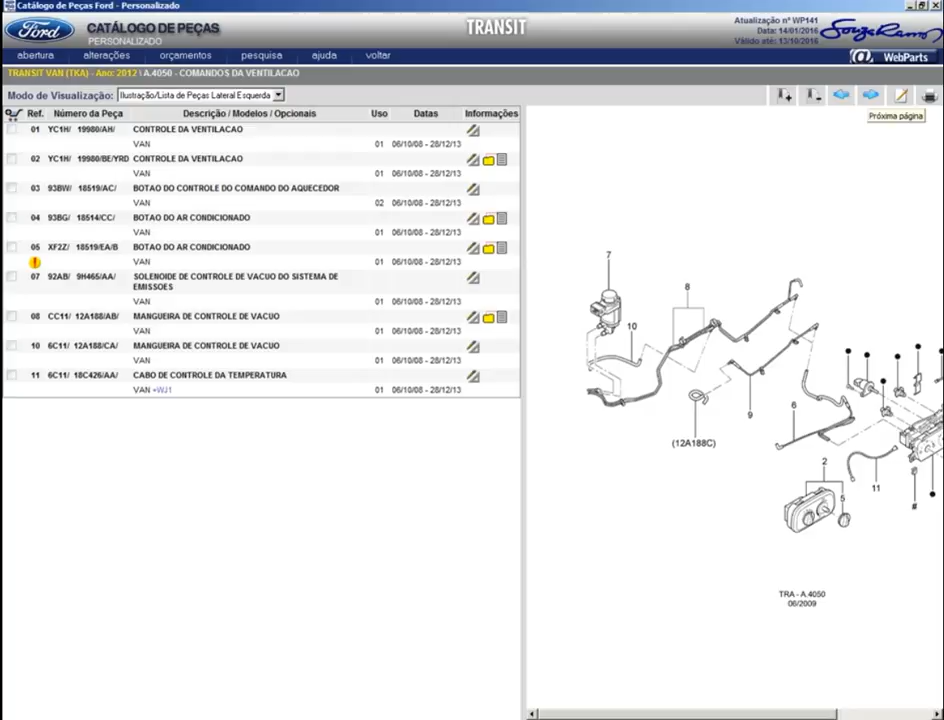 Catálogo de Peças Ford - Personalizado
Ford
CATÁLOGO DE PEÇAS
PERSONALIZADO
TRANSIT
Atualização nº WP141
Data: 14/01/2016
Válido até: 13/10/2016
Souza Ramos
abertura alterações orçamentos pesquisa ajuda voltar
@ WebParts
TRANSIT VAN (TKA) - Ano: 2012 \ A.4050 - COMANDOS DA VENTILACAO
Modo de Visualização: Ilustração/Lista de Peças Lateral Esquerda
Próxima página
Ref. Número da Peça Descrição / Modelos / Opcionais Uso Datas Informações
01 YC1H/ 19980/AH/ CONTROLE DA VENTILACAO
VAN 01 06/10/08 - 28/12/13
02 YC1H/ 19980/BE/YRD CONTROLE DA VENTILACAO
VAN 01 06/10/08 - 28/12/13
03 93BW/ 18519/AC/ BOTAO DO CONTROLE DO COMANDO DO AQUECEDOR
VAN 02 06/10/08 - 28/12/13
04 93BG/ 18514/CC/ BOTAO DO AR CONDICIONADO
VAN 01 06/10/08 - 28/12/13
05 XF2Z/ 18519/EA/B BOTAO DO AR CONDICIONADO
VAN 01 06/10/08 - 28/12/13
07 92AB/ 9H465/AA/ SOLENOIDE DE CONTROLE DE VACUO DO SISTEMA DE
EMISSOES
VAN 01 06/10/08 - 28/12/13
08 CC11/ 12A188/AB/ MANGUEIRA DE CONTROLE DE VACUO
VAN 01 06/10/08 - 28/12/13
10 6C11/ 12A188/CA/ MANGUEIRA DE CONTROLE DE VACUO
VAN 01 06/10/08 - 28/12/13
11 6C11/ 18C426/AA/ CABO DE CONTROLE DA TEMPERATURA
VAN +WJ1 01 06/10/08 - 28/12/13
7
8
10
9
6
(12A188C)
2
5
11
#
TRA - A.4050
06/2009